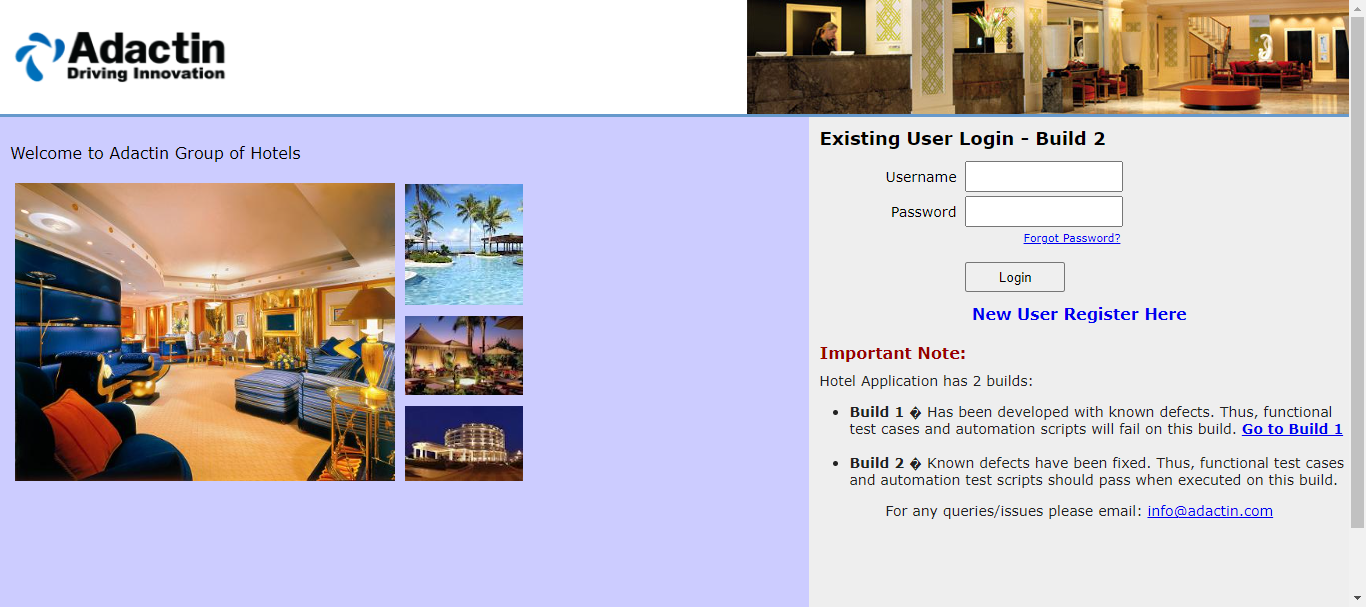 Adactin
Driving Innovation
Welcome to Adactin Group of Hotels
Existing User Login - Build 2
Username
Password
Forgot Password?
Login
New User Register Here
Important Note:
Hotel Application has 2 builds:
• Build 1 � Has been developed with known defects. Thus, functional
test cases and automation scripts will fail on this build. Go to Build 1
• Build 2 � Known defects have been fixed. Thus, functional test cases
and automation test scripts should pass when executed on this build.
For any queries/issues please email: info@adactin.com